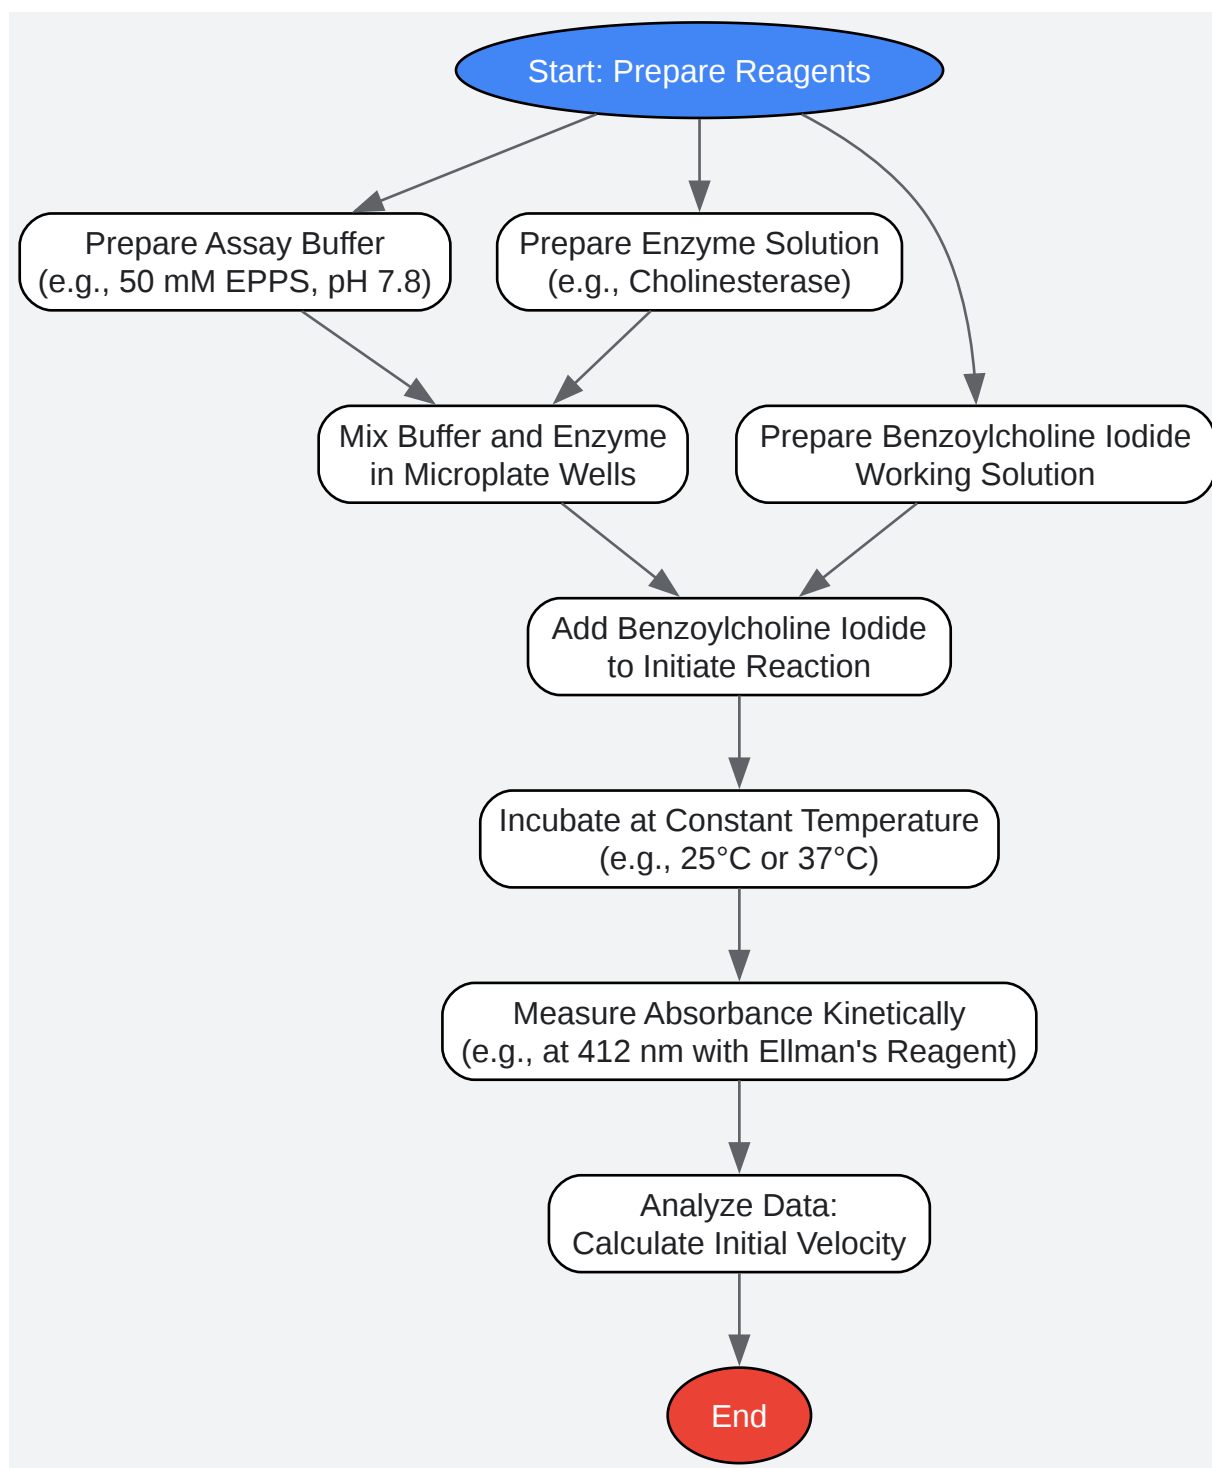 Start: Prepare Reagents
Prepare Assay Buffer
(e.g., 50 mM EPPS, pH 7.8)
Prepare Enzyme Solution
(e.g., Cholinesterase)
Mix Buffer and Enzyme
in Microplate Wells
Prepare Benzoylcholine Iodide
Working Solution
Add Benzoylcholine Iodide
to Initiate Reaction
Incubate at Constant Temperature
(e.g., 25°C or 37°C)
Measure Absorbance Kinetically
(e.g., at 412 nm with Ellman's Reagent)
Analyze Data:
Calculate Initial Velocity
End